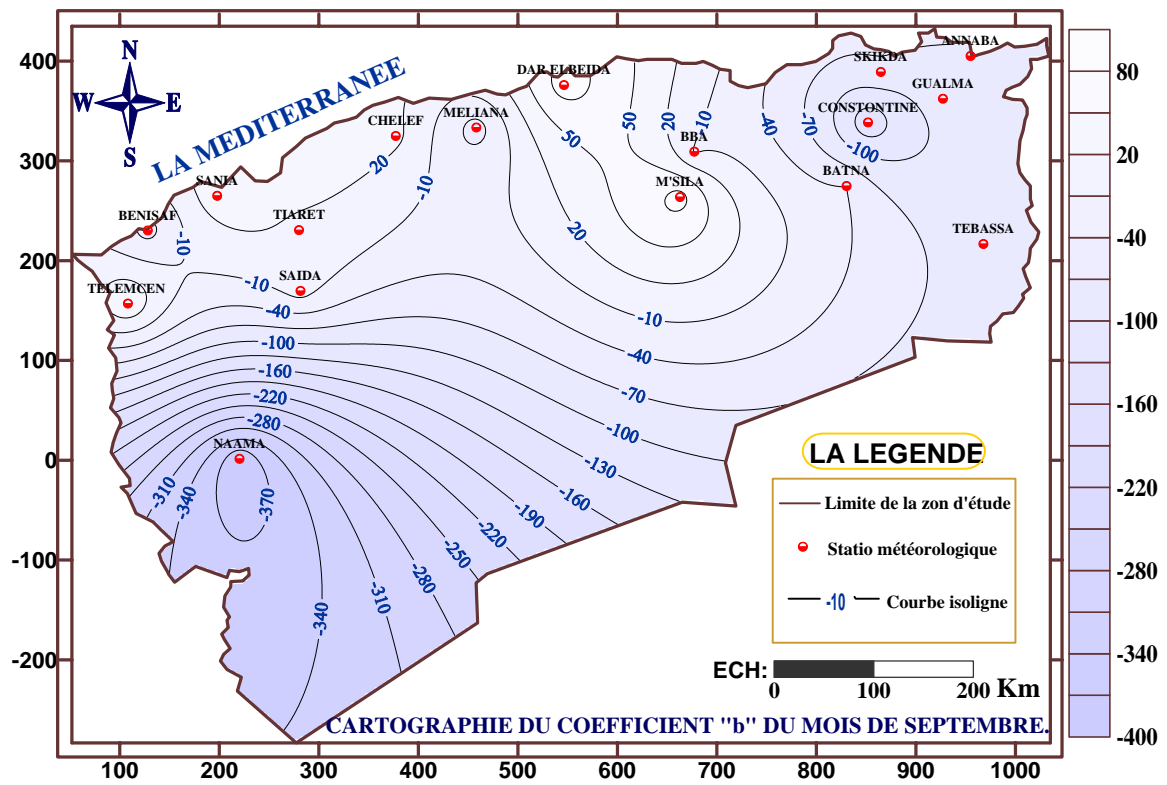 400
300
200
100
0
-100
-200
100
200
300
400
500
600
700
800
900
1000
80
20
-40
-100
-160
-220
-280
-340
-400
N
W
E
S
LA MEDITERRANEE
ANNABA
SKIKDA
DAR ELBEIDA
GUALMA
CONSTONTINE
MELIANA
CHELEF
BBA
BATNA
M'SILA
SANIA
BENISAF
TIARET
TEBASSA
SAIDA
TELEMCEN
NAAMA
50
50
20
-10
-40
-70
-100
20
-10
20
-10
-10
-10
-40
-40
-70
-100
-100
-130
-160
-160
-190
-220
-220
-250
-280
-280
-310
-310
-340
-340
-370
LA LEGENDE
Limite de la zon d'étude
Statio météorologique
-10 Courbe isoligne
ECH:
0 100 200 Km
CARTOGRAPHIE DU COEFFICIENT "b" DU MOIS DE SEPTEMBRE.